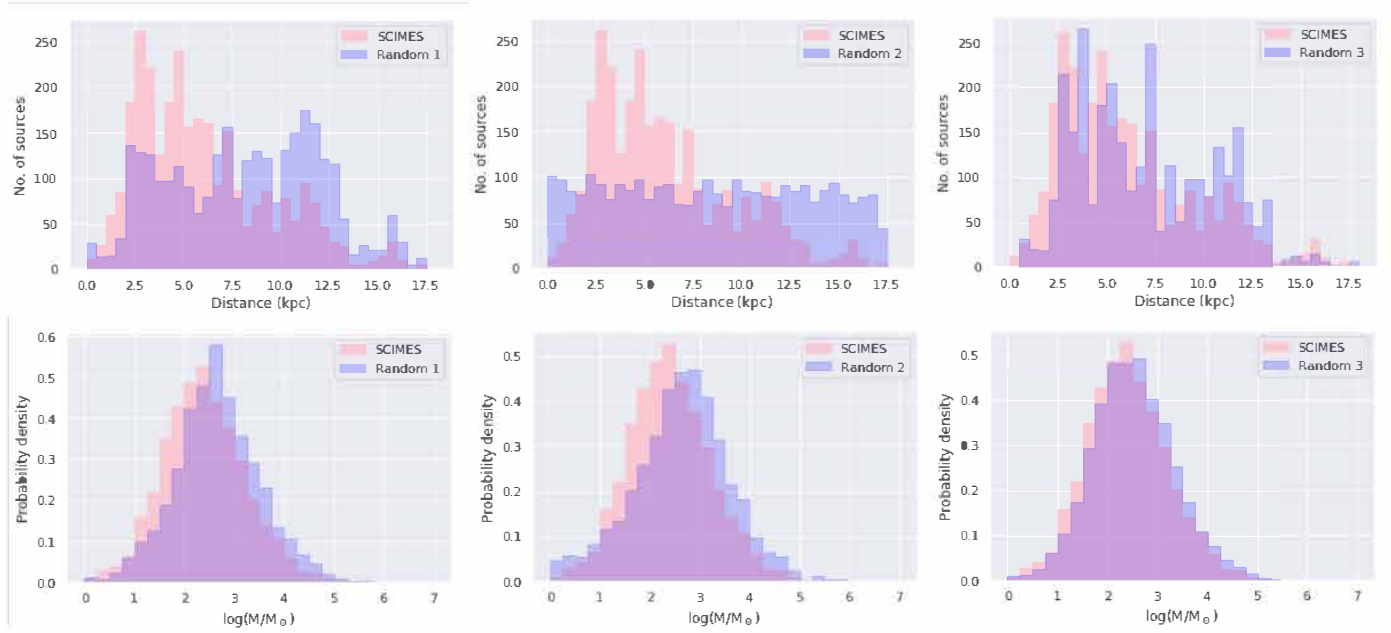 SCIMES
Random 1
No. of sources
250
200
150
100
50
0
0.0 2.5 5.0 7.5 10.0 12.5 15.0 17.5
Distance (kpc)
SCIMES
Random 2
No. of sources
250
200
150
100
50
0
0.0 2.5 5.0 7.5 10.0 12.5 15.0 17.5
Distance (kpc)
SCIMES
Random 3
No. of sources
250
200
150
100
50
0
0.0 2.5 5.0 7.5 10.0 12.5 15.0 17.5
Distance (kpc)
SCIMES
Random 1
Probability density
0.6
0.5
0.4
0.3
0.2
0.1
0.0
0 1 2 3 4 5 6 7
log(M/M⊙)
SCIMES
Random 2
Probability density
0.5
0.4
0.3
0.2
0.1
0.0
0 1 2 3 4 5 6 7
log(M/M⊙)
SCIMES
Random 3
Probability density
0.5
0.4
0.3
0.2
0.1
0.0
0 1 2 3 4 5 6 7
log(M/M⊙)